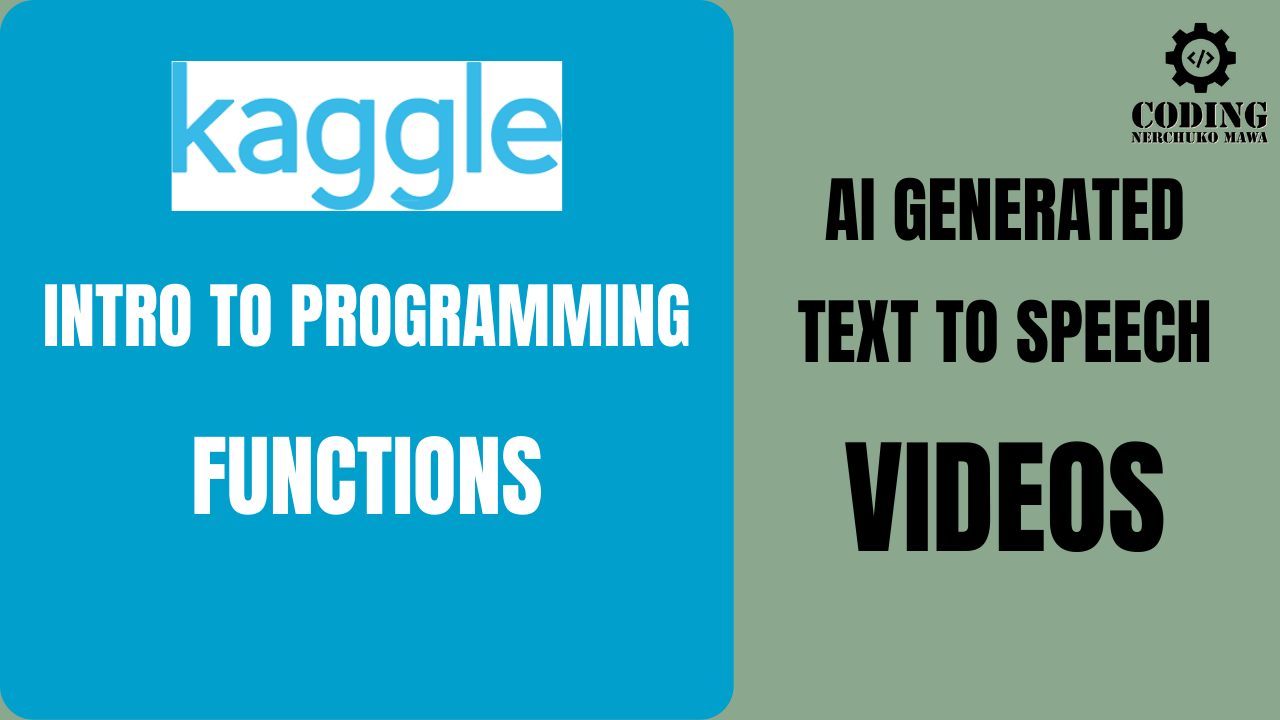 kaggle
INTRO TO PROGRAMMING
FUNCTIONS
</>
CODING
NERCHUKO MAWA
AI GENERATED
TEXT TO SPEECH
VIDEOS